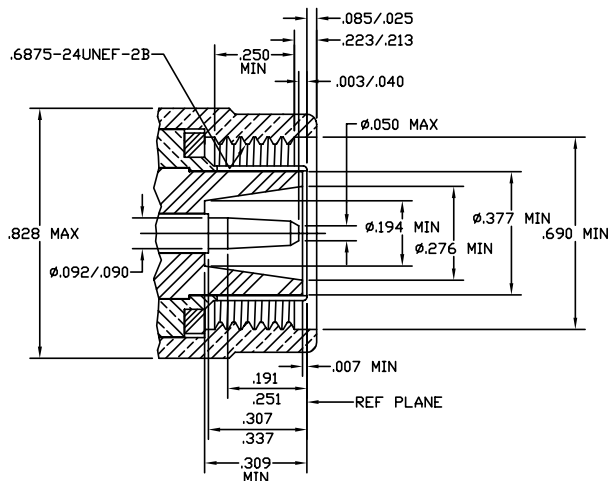 .085/.025
.223/.213
.6875-24UNEF-2B
.250
MIN
.003/.040
Ø.050 MAX
.828 MAX
Ø.194 MIN
Ø.377 MIN
.690 MIN
Ø.276 MIN
Ø.092/.090
.007 MIN
.191
.251
REF PLANE
.307
.337
.309
MIN